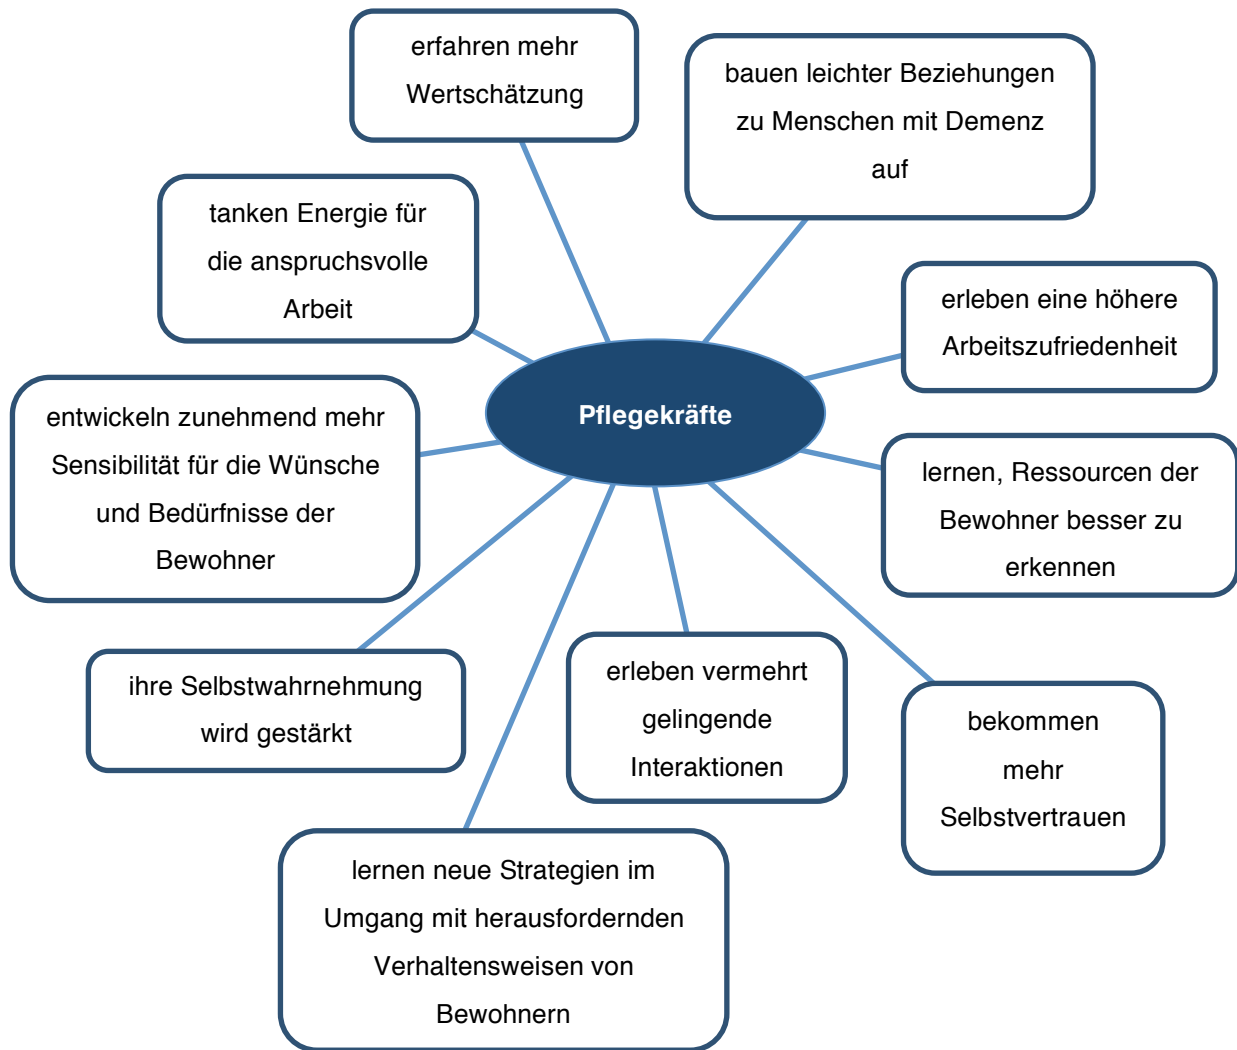 erfahren mehr
Wertschätzung
bauen leichter Beziehungen
zu Menschen mit Demenz
auf
tanken Energie für
die anspruchsvolle
Arbeit
erleben eine höhere
Arbeitszufriedenheit
Pflegekräfte
entwickeln zunehmend mehr
Sensibilität für die Wünsche
und Bedürfnisse der
Bewohner
lernen, Ressourcen der
Bewohner besser zu
erkennen
ihre Selbstwahrnehmung
wird gestärkt
erleben vermehrt
gelingende
Interaktionen
bekommen
mehr
Selbstvertrauen
lernen neue Strategien im
Umgang mit herausfordernden
Verhaltensweisen von
Bewohnern